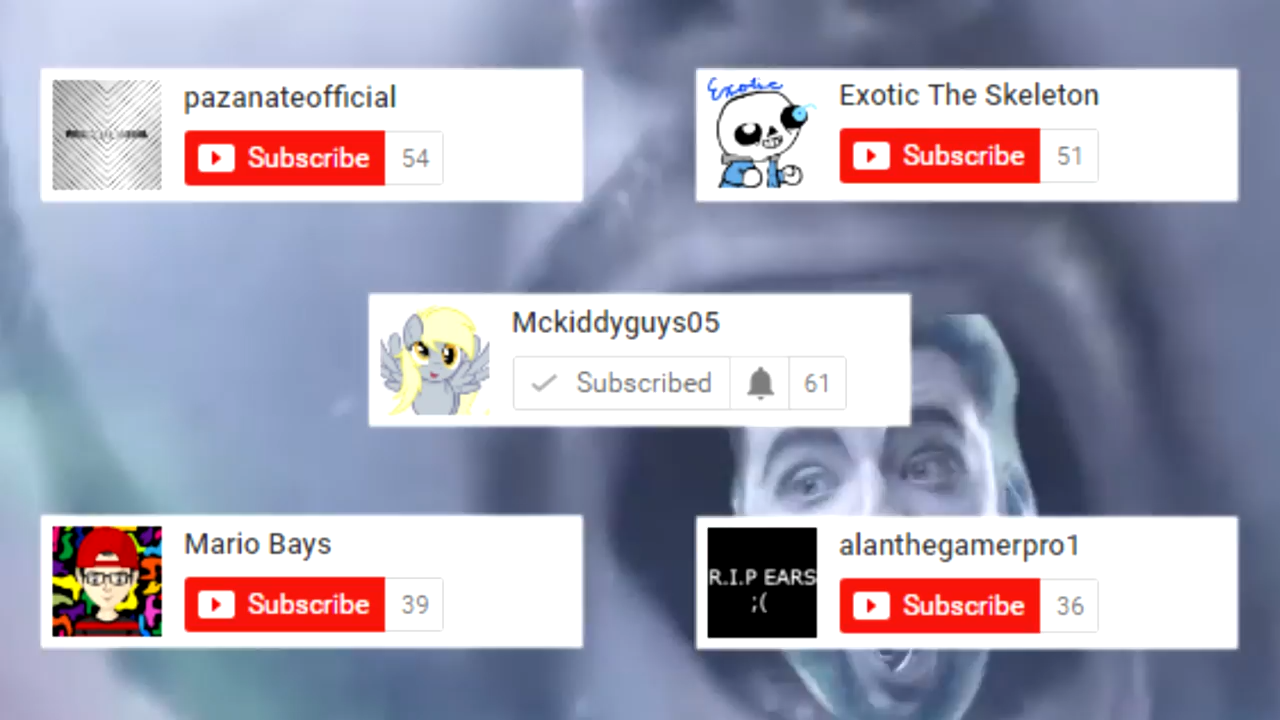 pazanateofficial
Subscribe 54
Exotic
Exotic The Skeleton
Subscribe 51
Mckiddyguys05
Subscribed 61
Mario Bays
Subscribe 39
R.I.P EARS
;(
alanthegamerpro1
Subscribe 36